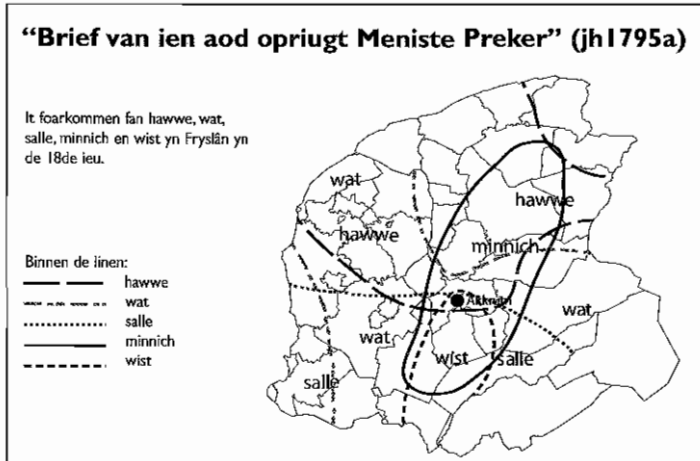 “Brief van ien aod opriugt Meniste Preker” (jh1795a)
It foarkommen fan hawwe, wat,
salle, minnich en wist yn Fryslân yn
de 18de ieu.
Binnen de linen:
hawwe
wat
salle
minnich
wist
wat
hawwe
hawwe
minnich
wat
wat
wist
salle
salle